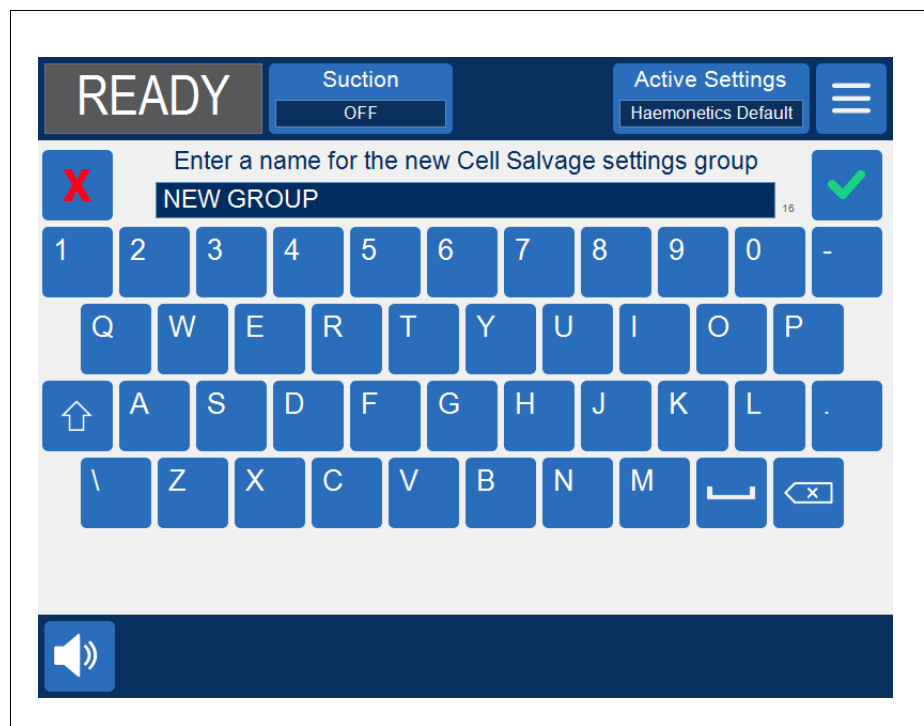 READY
Suction
OFF
Active Settings
Haemonetics Default
X
Enter a name for the new Cell Salvage settings group
NEW GROUP
16
1 2 3 4 5 6 7 8 9 0 -
Q W E R T Y U I O P
A S D F G H J K L .
\ Z X C V B N M